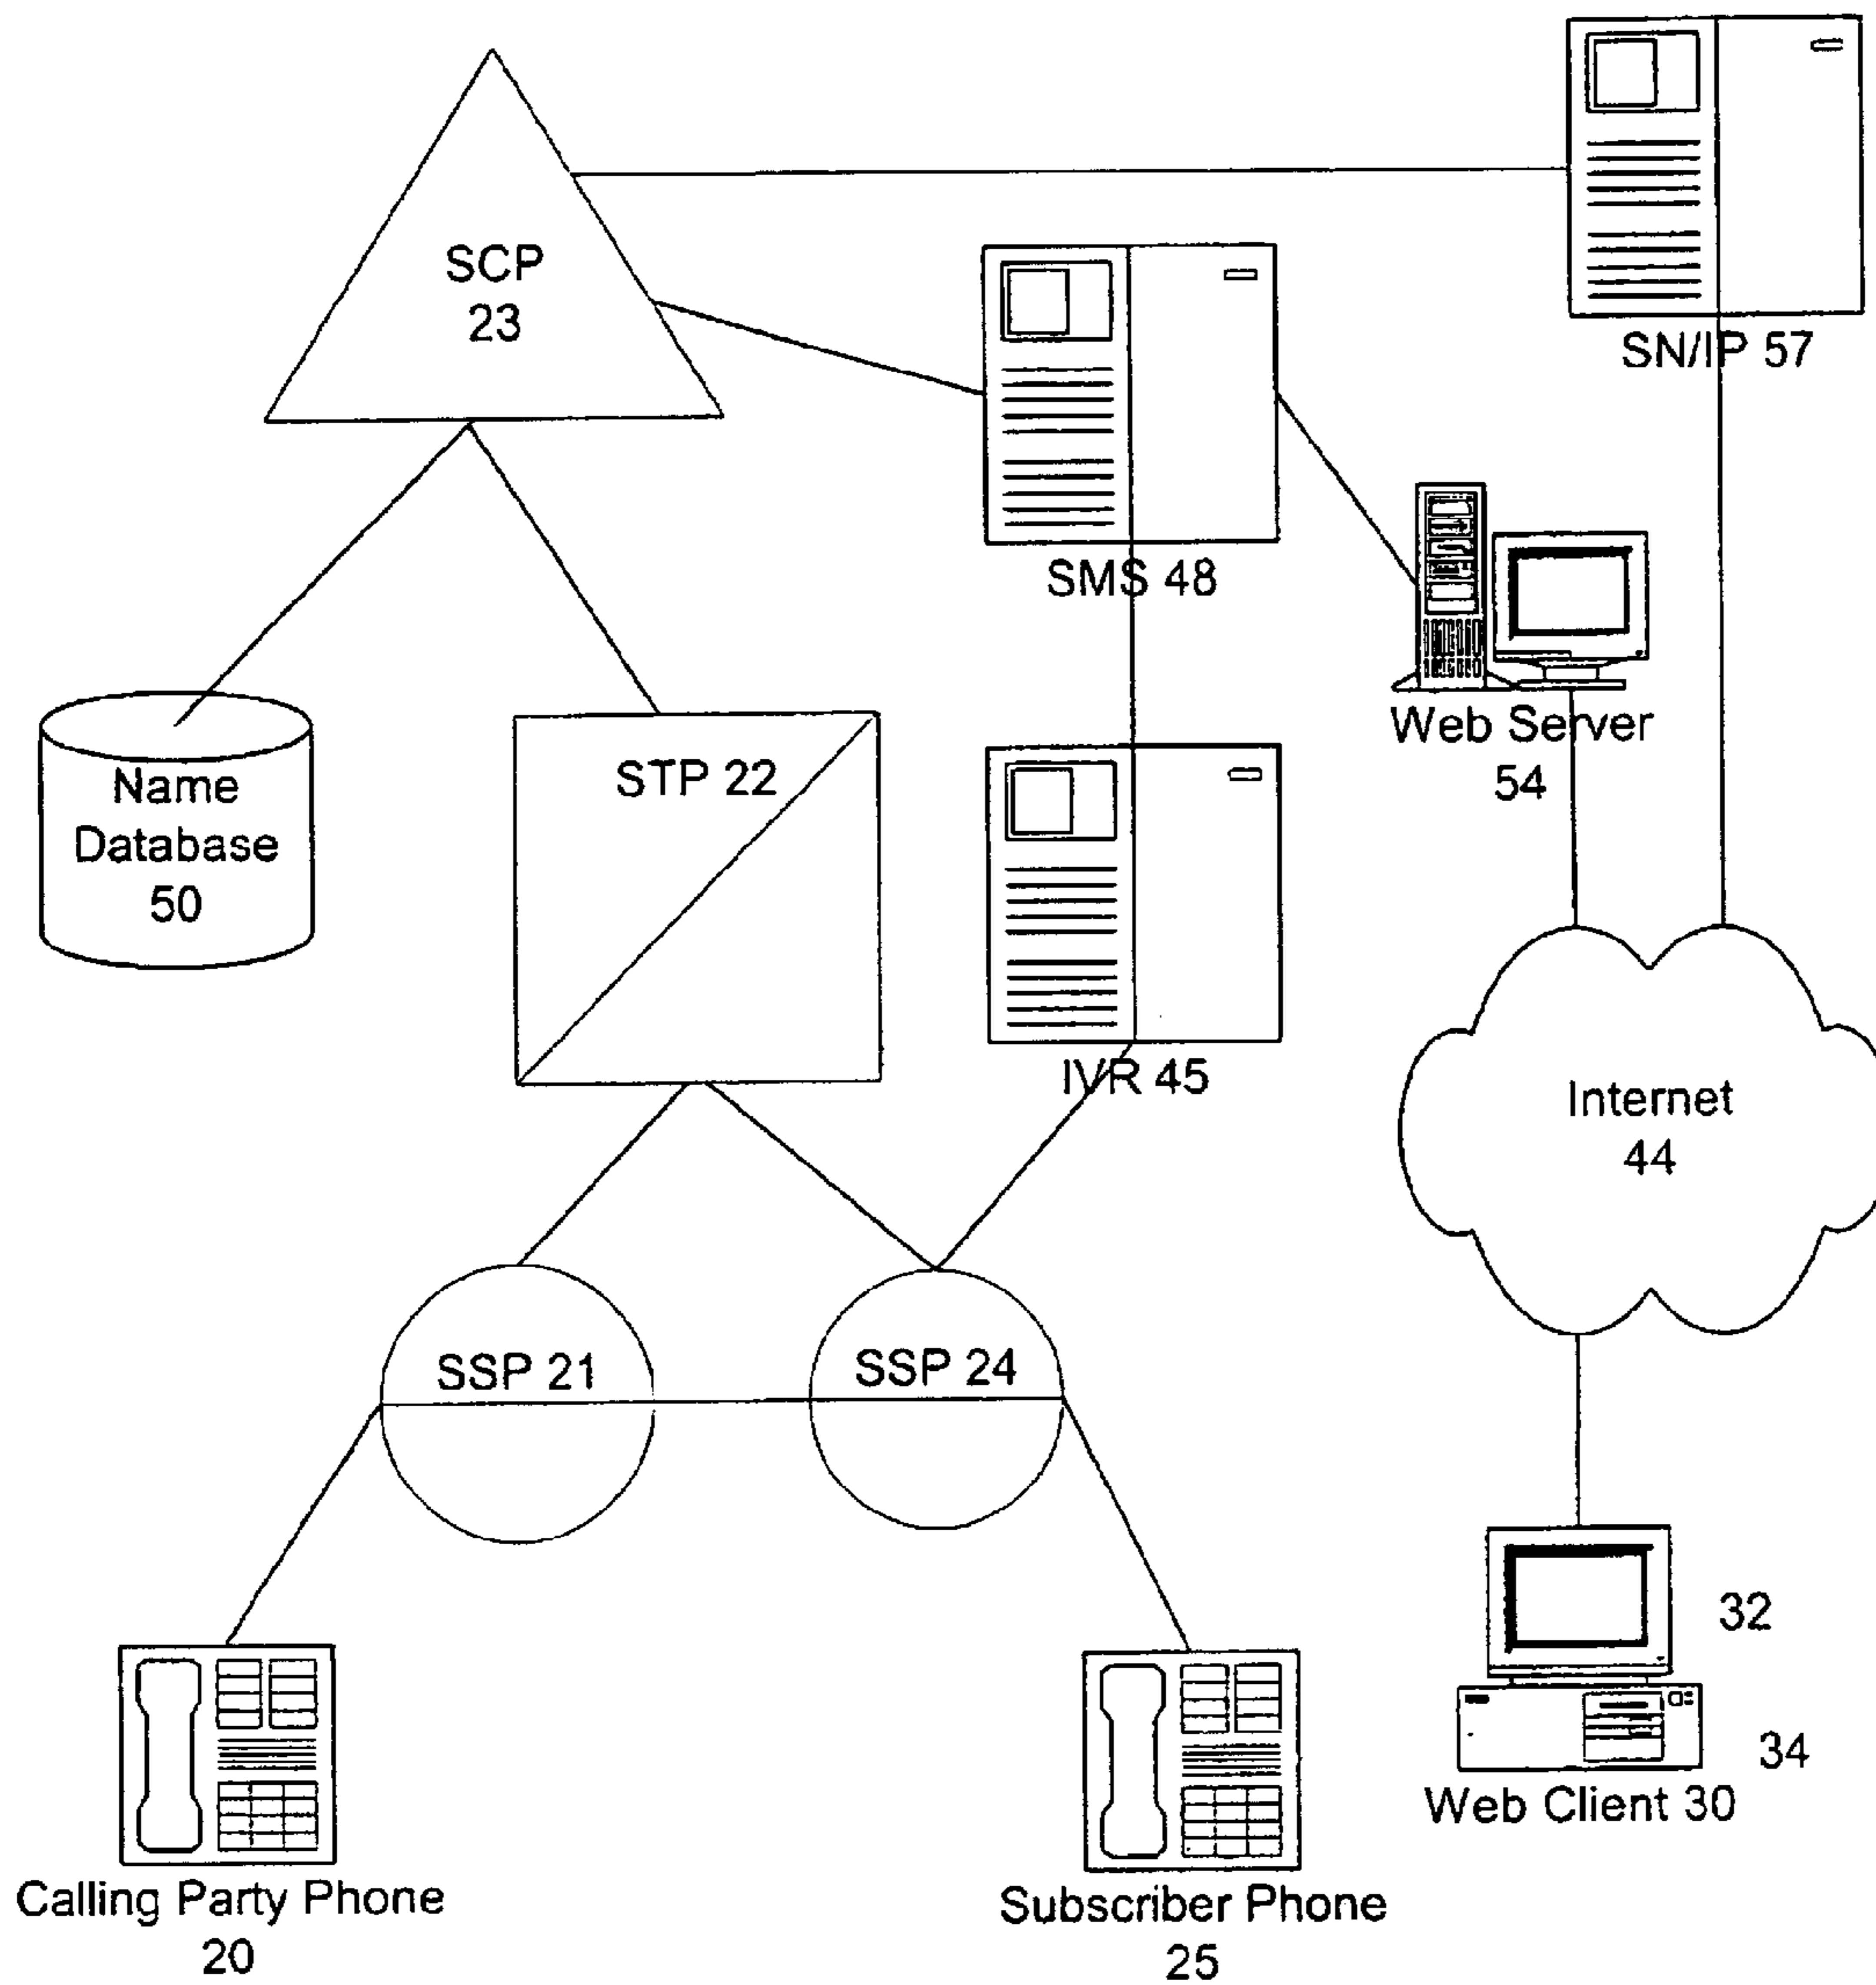 SCP
23
SN/IP 57
SMS 48
Web Server
54
Name
Database
50
STP 22
IVR 45
Internet
44
SSP 21
SSP 24
32
34
Web Client 30
Calling Party Phone
20
Subscriber Phone
25